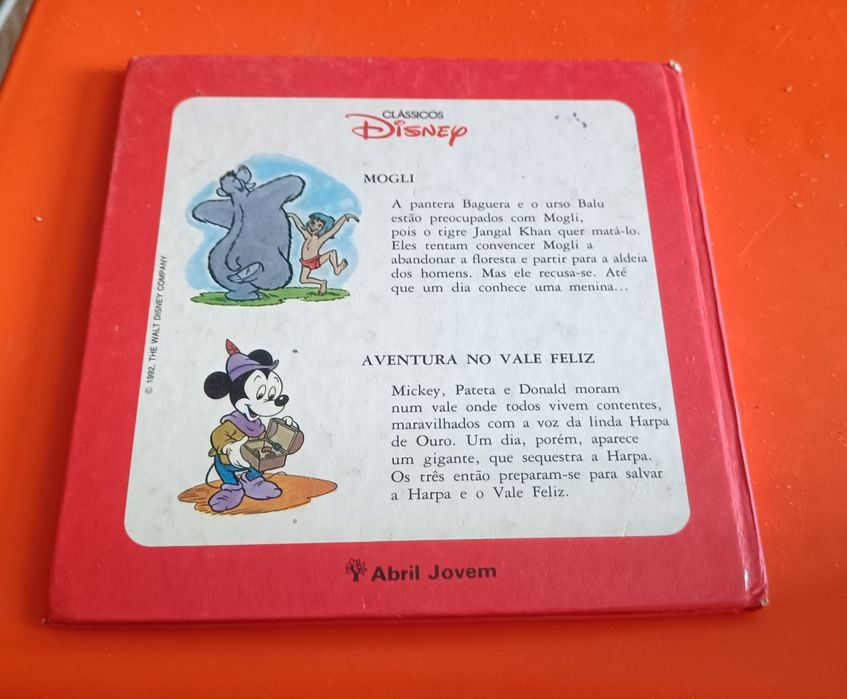 CLÁSSICOS
Disney
MOGLI
A pantera Baguera e o urso Balu
estão preocupados com Mogli,
pois o tigre Jangal Khan quer matá-lo.
Eles tentam convencer Mogli a
abandonar a floresta e partir para a aldeia
dos homens. Mas ele recusa-se. Até
que um dia conhece uma menina...
© 1992, THE WALT DISNEY COMPANY
AVENTURA NO VALE FELIZ
Mickey, Pateta e Donald moram
num vale onde todos vivem contentes,
maravilhados com a voz da linda Harpa
de Ouro. Um dia, porém, aparece
um gigante, que sequestra a Harpa.
Os três então preparam-se para salvar
a Harpa e o Vale Feliz.
Abril Jovem